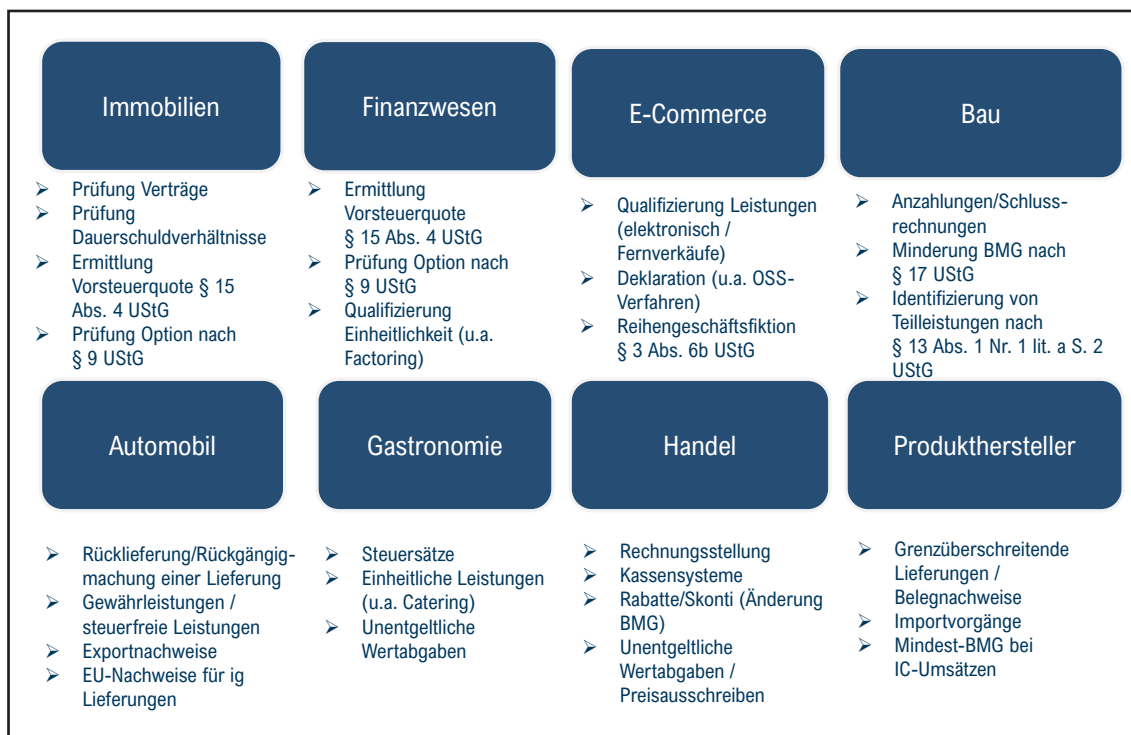 Immobilien
➢ Prüfung Verträge
➢ Prüfung
Dauerschuldverhältnisse
➢ Ermittlung
Vorsteuerquote § 15
Abs. 4 UStG
➢ Prüfung Option nach
§ 9 UStG
Finanzwesen
➢ Ermittlung
Vorsteuerquote
§ 15 Abs. 4 UStG
➢ Prüfung Option nach
§ 9 UStG
➢ Qualifizierung
Einheitlichkeit (u.a.
Factoring)
E-Commerce
➢ Qualifizierung Leistungen
(elektronisch /
Fernverkäufe)
➢ Deklaration (u.a. OSS-
Verfahren)
➢ Reihengeschäftsfiktion
§ 3 Abs. 6b UStG
Bau
➢ Anzahlungen/Schluss-
rechnungen
➢ Minderung BMG nach
§ 17 UStG
➢ Identifizierung von
Teilleistungen nach
§ 13 Abs. 1 Nr. 1 lit. a S. 2
UStG
Automobil
➢ Rücklieferung/Rückgängig-
machung einer Lieferung
➢ Gewährleistungen /
steuerfreie Leistungen
➢ Exportnachweise
➢ EU-Nachweise für ig
Lieferungen
Gastronomie
➢ Steuersätze
➢ Einheitliche Leistungen
(u.a. Catering)
➢ Unentgeltliche
Wertabgaben
Handel
➢ Rechnungsstellung
➢ Kassensysteme
➢ Rabatte/Skonti (Änderung
BMG)
➢ Unentgeltliche
Wertabgaben /
Preisausschreiben
Produkthersteller
➢ Grenzüberschreitende
Lieferungen /
Belegnachweise
➢ Importvorgänge
➢ Mindest-BMG bei
IC-Umsätzen